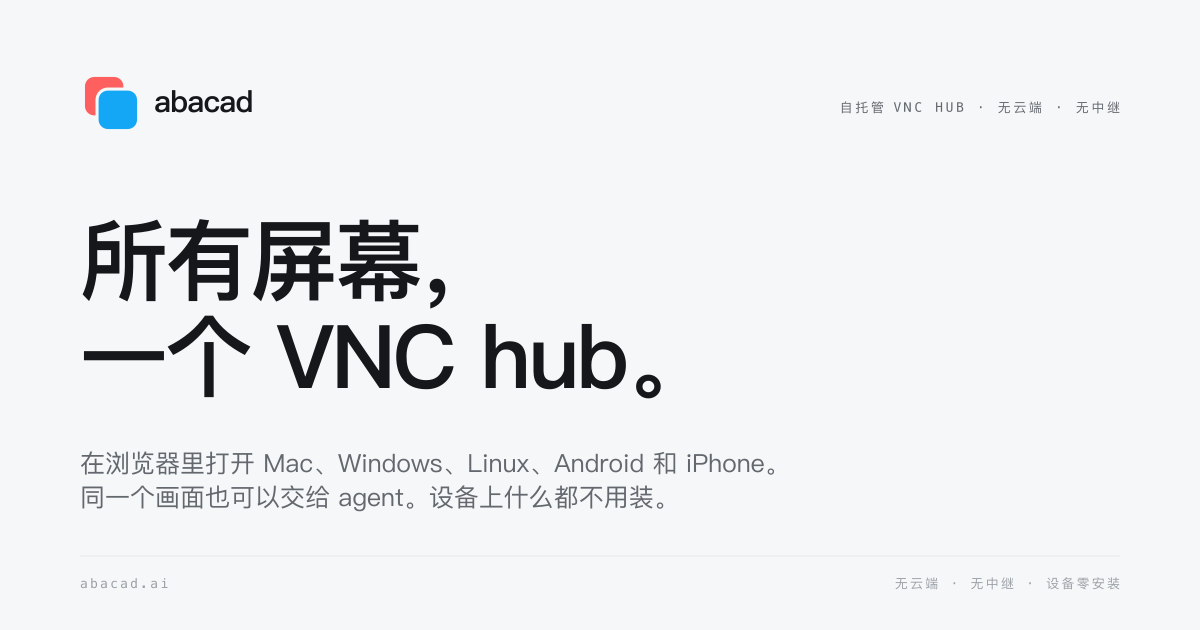 abacad
自托管 VNC HUB · 无云端 · 无中继
所有屏幕，
一个 VNC hub。
在浏览器里打开 Mac、Windows、Linux、Android 和 iPhone。
同一个画面也可以交给 agent。设备上什么都不用装。
abacad.ai
无云端 · 无中继 · 设备零安装